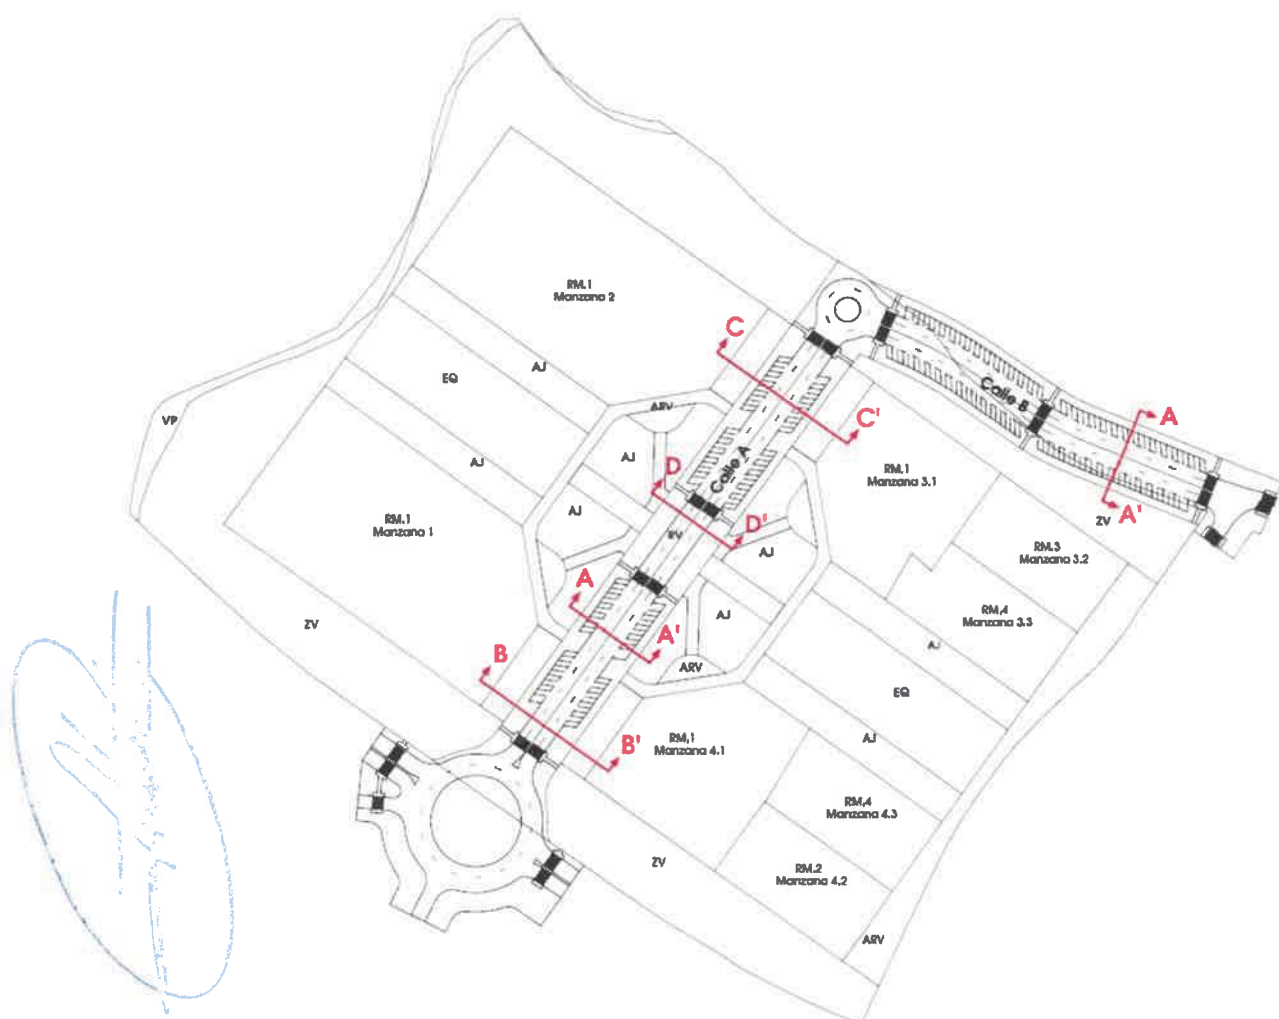 RM.1
Manzana 2
C
Calle B
A
VP
EQ
AJ
ARV
C'
AJ
D
Calle A
RM.1
Manzana 3.1
A'
ZV
AJ
RM.1
Manzana 1
AJ
D'
RV
AJ
RM.3
Manzana 3.2
A
AJ
RM.4
Manzana 3.3
ZV
A'
AJ
B
ARV
EQ
B'
RM.1
Manzana 4.1
AJ
RM.4
Manzana 4.3
ZV
RM.2
Manzana 4.2
ARV